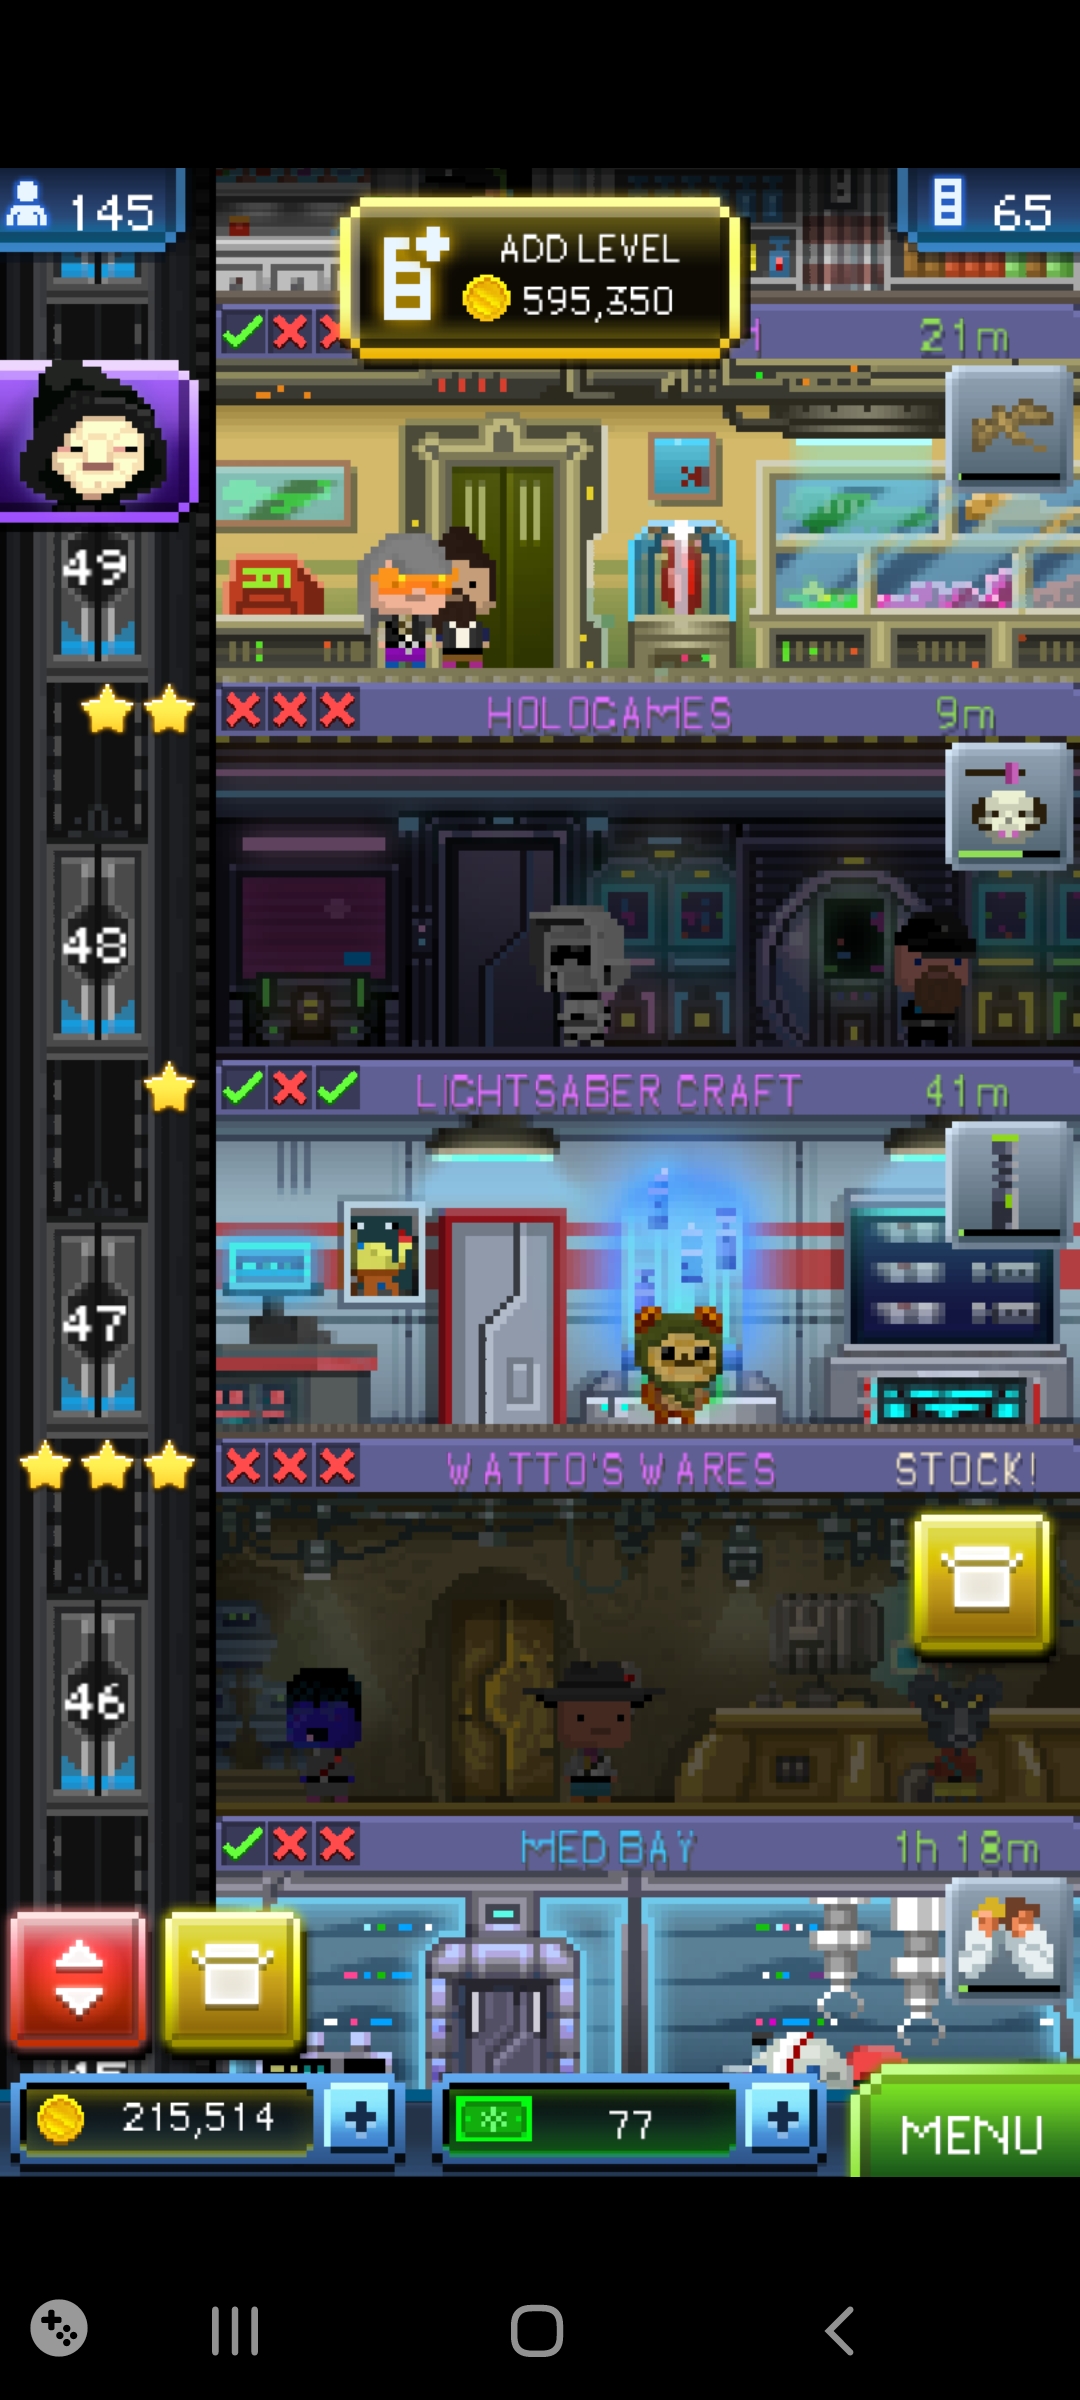 145
65
ADD LEVEL
595,350
21m
49
HOLOGAMES
9m
48
LIGHTSABER CRAFT
41m
47
WATTO'S WARES
STOCK!
46
MED BAY
1h 18m
215,514
77
MENU